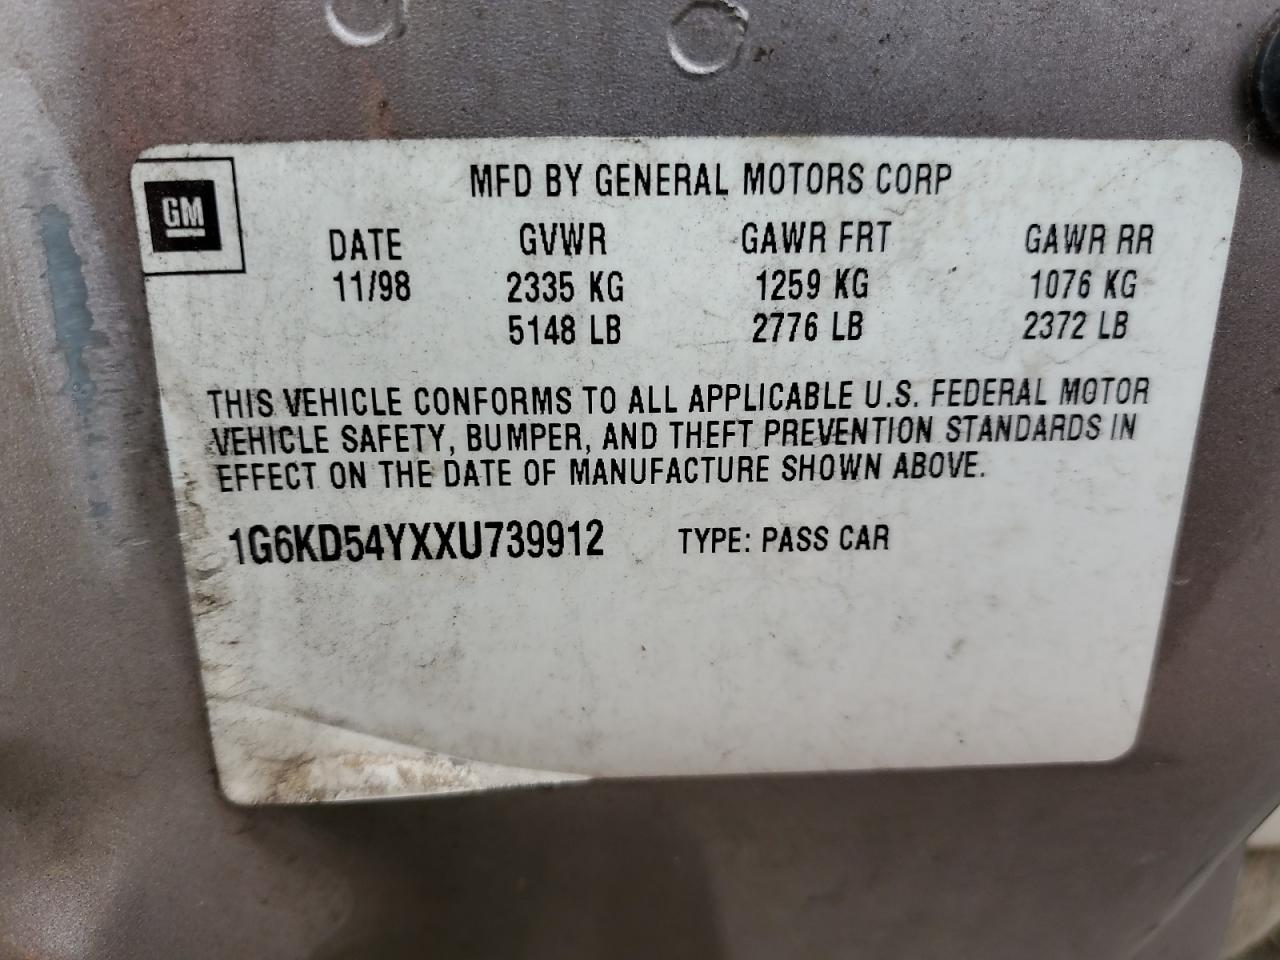 GM
MFD BY GENERAL MOTORS CORP
DATE GVWR GAWR FRT GAWR RR
11/98 2335 KG 1259 KG 1076 KG
5148 LB 2776 LB 2372 LB
THIS VEHICLE CONFORMS TO ALL APPLICABLE U.S. FEDERAL MOTOR
VEHICLE SAFETY, BUMPER, AND THEFT PREVENTION STANDARDS IN
EFFECT ON THE DATE OF MANUFACTURE SHOWN ABOVE.
1G6KD54YXXU739912 TYPE: PASS CAR